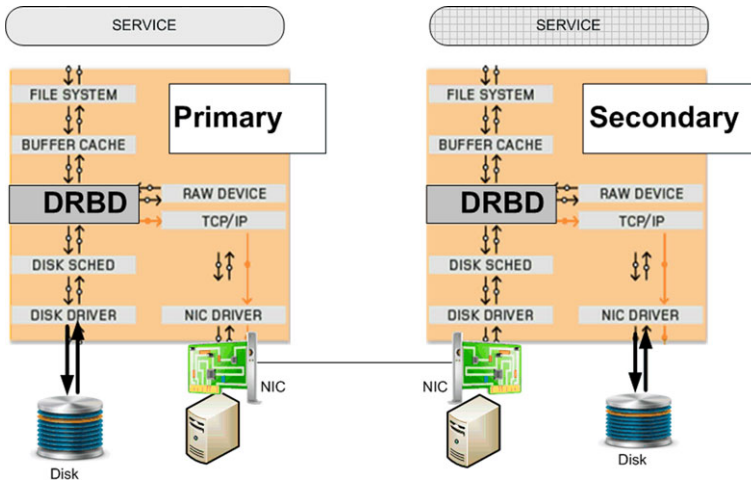 SERVICE
SERVICE
FILE SYSTEM
Primary
BUFFER CACHE
DRBD
RAW DEVICE
TCP/IP
DISK SCHED
DISK DRIVER
NIC DRIVER
NIC
Disk
FILE SYSTEM
Secondary
BUFFER CACHE
DRBD
RAW DEVICE
TCP/IP
DISK SCHED
DISK DRIVER
NIC DRIVER
NIC
Disk